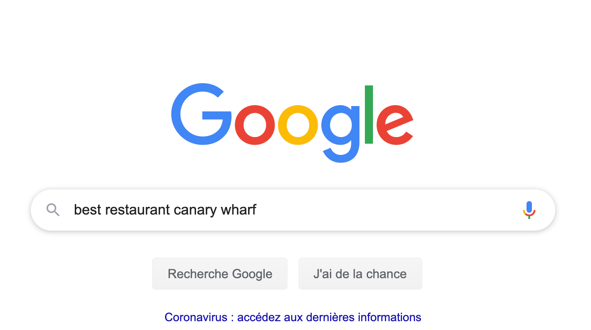 Google
best restaurant canary wharf
Recherche Google J'ai de la chance
Coronavirus : accédez aux dernières informations